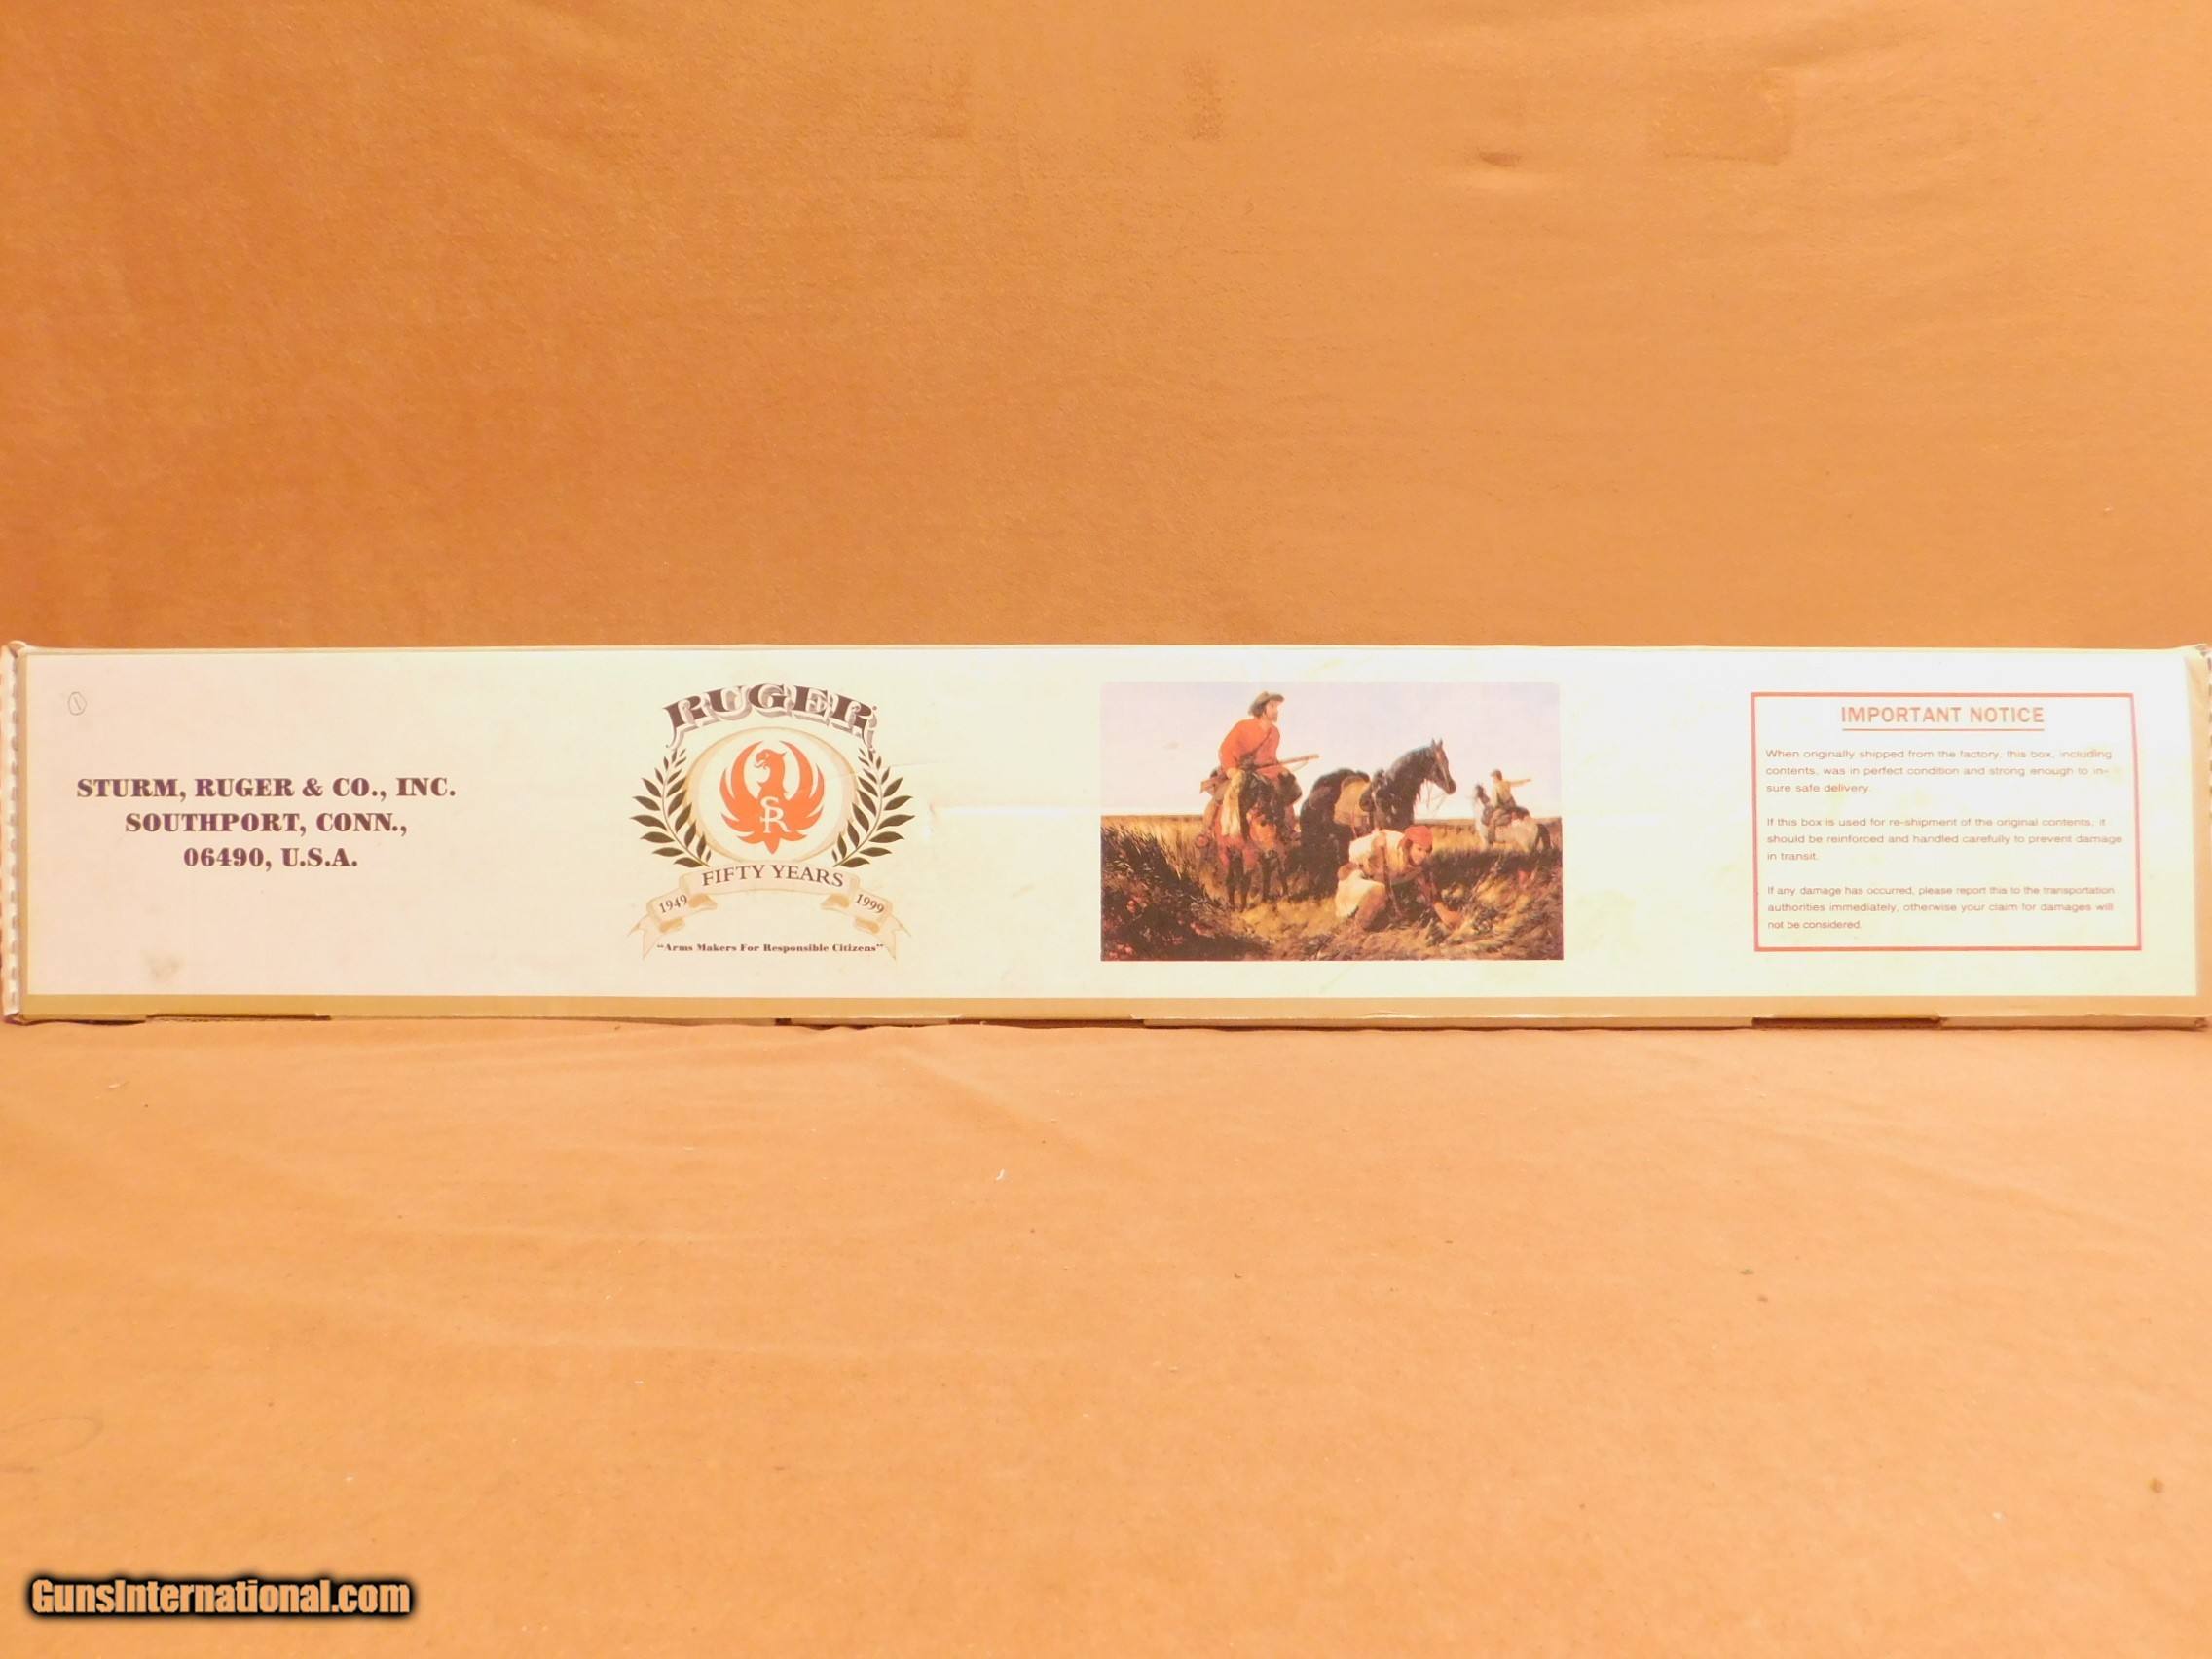 1
STURM, RUGER & CO., INC.
SOUTHPORT, CONN.,
06490, U.S.A.
RUGER
SR
FIFTY YEARS
1949 1999
"Arms Makers For Responsible Citizens"
IMPORTANT NOTICE
When originally shipped from the factory, this box, including
contents, was in perfect condition and strong enough to in-
sure safe delivery.
If this box is used for re-shipment of the original contents, it
should be reinforced and handled carefully to prevent damage
in transit.
If any damage has occurred, please report this to the transportation
authorities immediately, otherwise your claim for damages will
not be considered.
GunsInternational.com